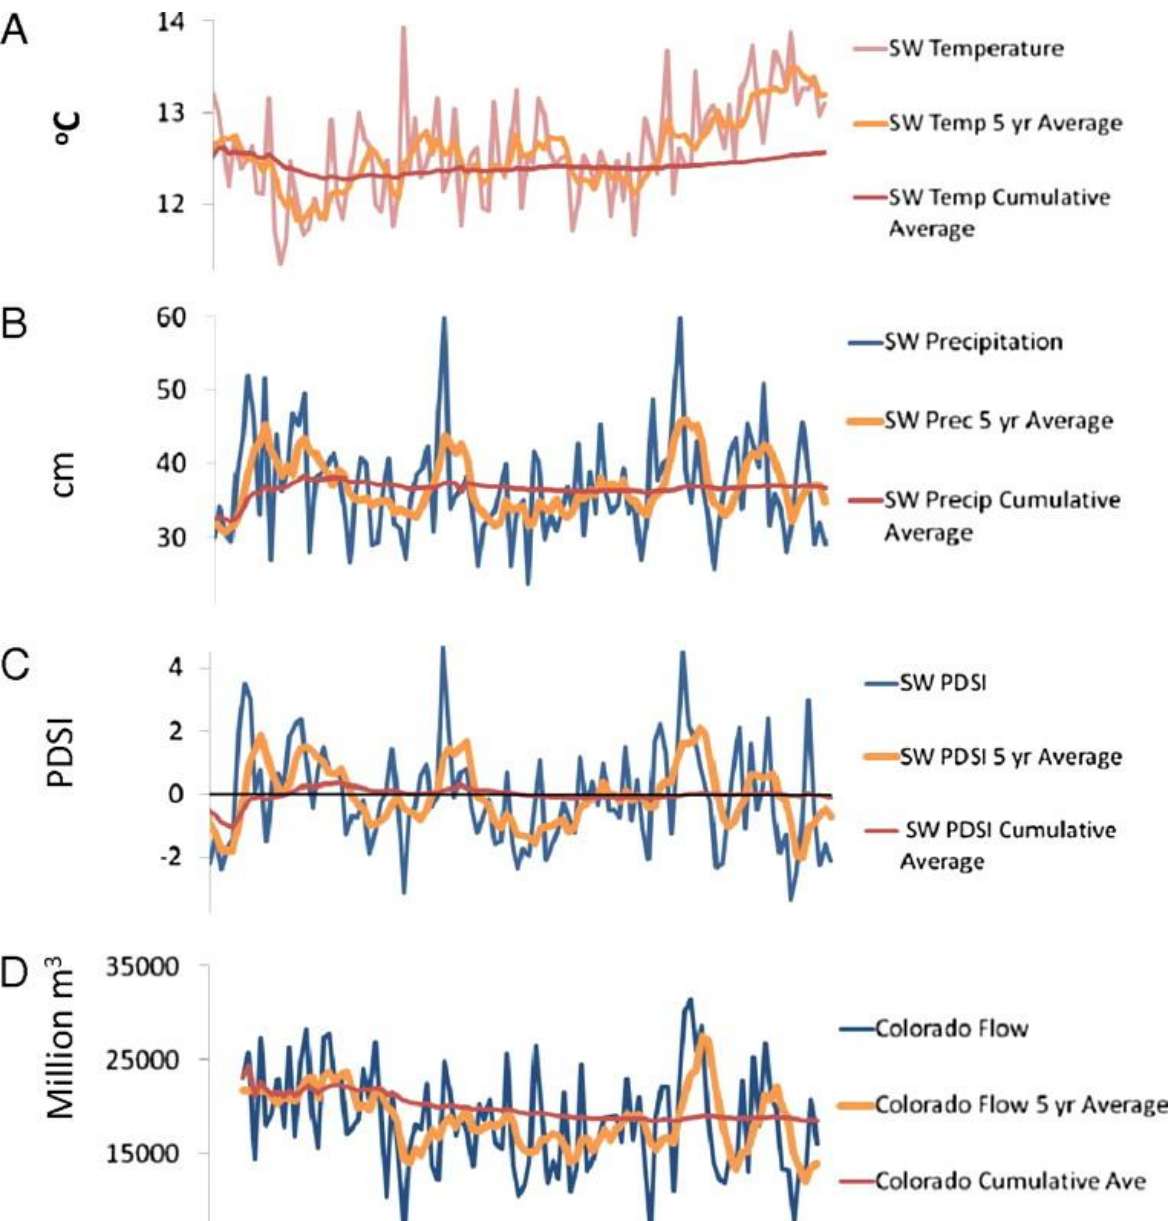 A
ºC
14
13
12
SW Temperature
SW Temp 5 yr Average
SW Temp Cumulative
Average
B
cm
60
50
40
30
SW Precipitation
SW Prec 5 yr Average
SW Precip Cumulative
Average
C
PDSI
4
2
0
-2
SW PDSI
SW PDSI 5 yr Average
SW PDSI Cumulative
Average
D
Million m³
35000
25000
15000
Colorado Flow
Colorado Flow 5 yr Average
Colorado Cumulative Ave